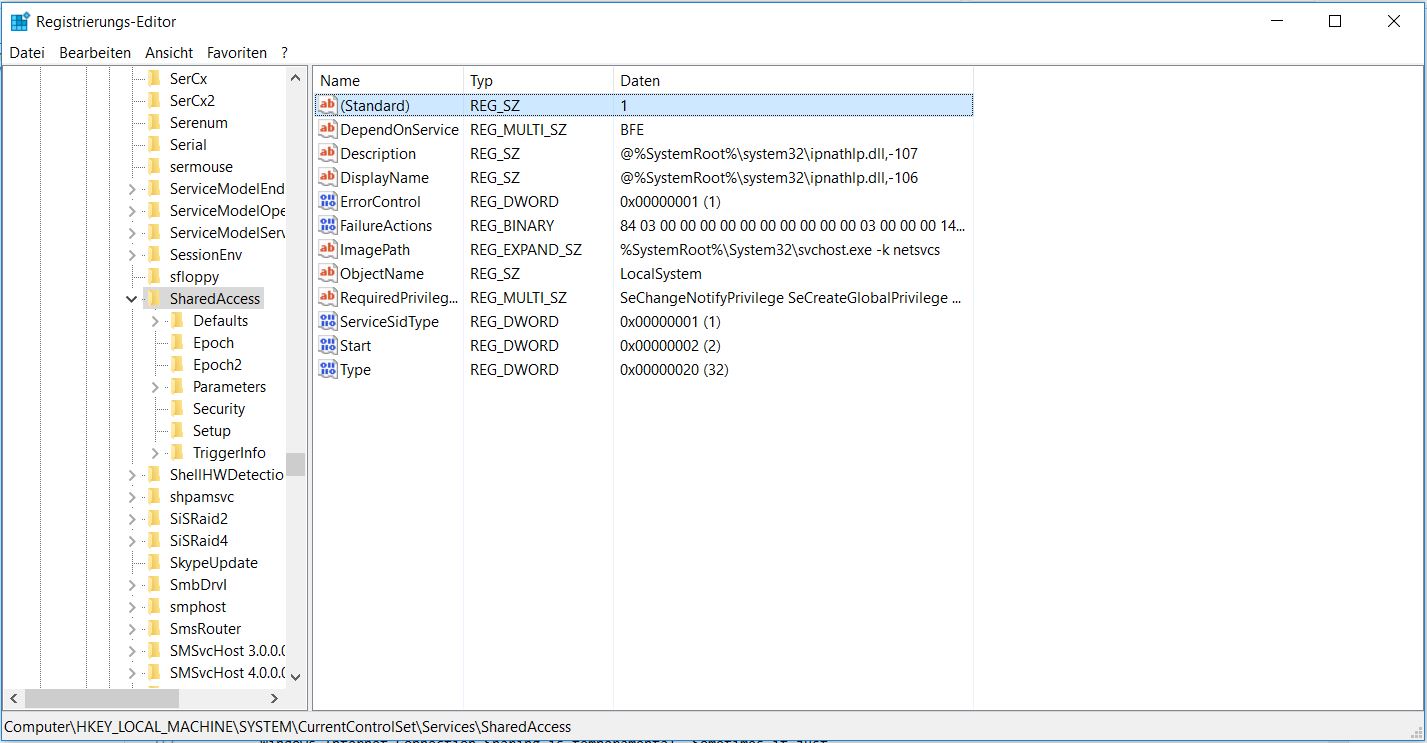 Registrierungs-Editor
Datei Bearbeiten Ansicht Favoriten ?
SerCx
SerCx2
Serenum
Serial
sermouse
ServiceModelEnd
ServiceModelOpe
ServiceModelServ
SessionEnv
sfloppy
SharedAccess
Defaults
Epoch
Epoch2
Parameters
Security
Setup
TriggerInfo
ShellHWDetectio
shpamsvc
SiSRaid2
SiSRaid4
SkypeUpdate
SmbDrvI
smphost
SmsRouter
SMSvcHost 3.0.0.0
SMSvcHost 4.0.0.0
Name Typ Daten
(Standard) REG_SZ 1
DependOnService REG_MULTI_SZ BFE
Description REG_SZ @%SystemRoot%\system32\ipnathlp.dll,-107
DisplayName REG_SZ @%SystemRoot%\system32\ipnathlp.dll,-106
ErrorControl REG_DWORD 0x00000001 (1)
FailureActions REG_BINARY 84 03 00 00 00 00 00 00 00 00 00 00 03 00 00 00 14...
ImagePath REG_EXPAND_SZ %SystemRoot%\System32\svchost.exe -k netsvcs
ObjectName REG_SZ LocalSystem
RequiredPrivileg... REG_MULTI_SZ SeChangeNotifyPrivilege SeCreateGlobalPrivilege ...
ServiceSidType REG_DWORD 0x00000001 (1)
Start REG_DWORD 0x00000002 (2)
Type REG_DWORD 0x00000020 (32)
Computer\HKEY_LOCAL_MACHINE\SYSTEM\CurrentControlSet\Services\SharedAccess